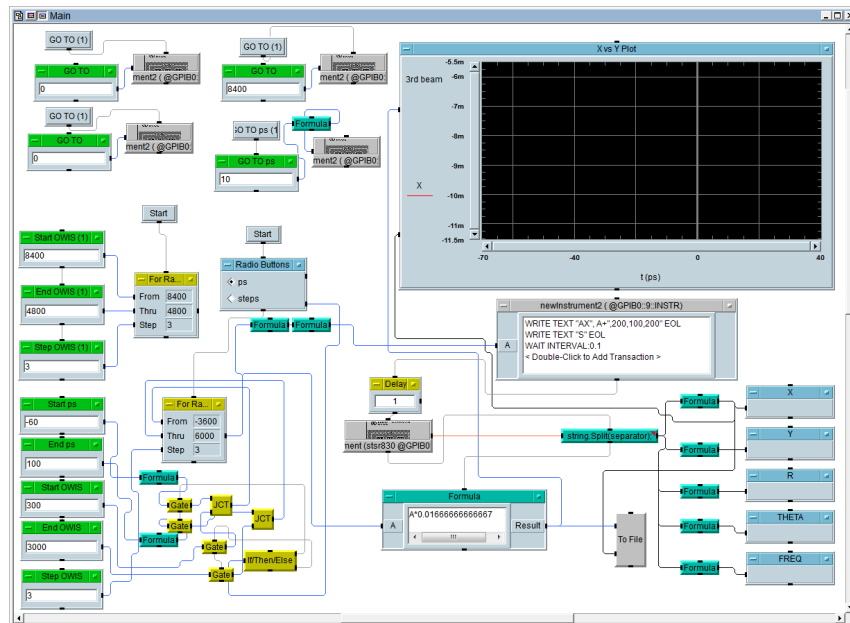 Main
GO TO (1)
GO TO
0
ment2 ( @GPIB0:
GO TO (1)
GO TO
8400
ment2 ( @GPIB0:
GO TO (1)
GO TO
0
ment2 ( @GPIB0:
GO TO ps (1
Formula
ment2 ( @GPIB0:
GO TO ps
10
X vs Y Plot
3rd beam
X
-5.5m
-6m
-7m
-8m
-9m
-10m
-11m
-11.5m
-70
-40
0
40
t (ps)
Start
Start OWIS (1)
8400
End OWIS (1)
4800
Step OWIS (1)
3
For Ra...
From
8400
Thru
4800
Step
3
Start
Radio Buttons
ps
steps
Formula
Formula
newInstrument2 ( @GPIB0::9::INSTR)
A
WRITE TEXT "AX", A+",200,100,200" EOL
WRITE TEXT "S" EOL
WAIT INTERVAL:0.1
< Double-Click to Add Transaction >
Start ps
-60
End ps
100
Start OWIS
300
End OWIS
3000
Step OWIS
3
For Ra...
From
-3600
Thru
6000
Step
3
Formula
Formula
Gate
Gate
Gate
Gate
JCT
JCT
If/Then/Else
Delay
1
nent (stsr830 @GPIB0
string.Split(separator);
Formula
A
A*0.01666666666667
Result
To File
Formula
X
Formula
Y
Formula
R
Formula
THETA
Formula
FREQ